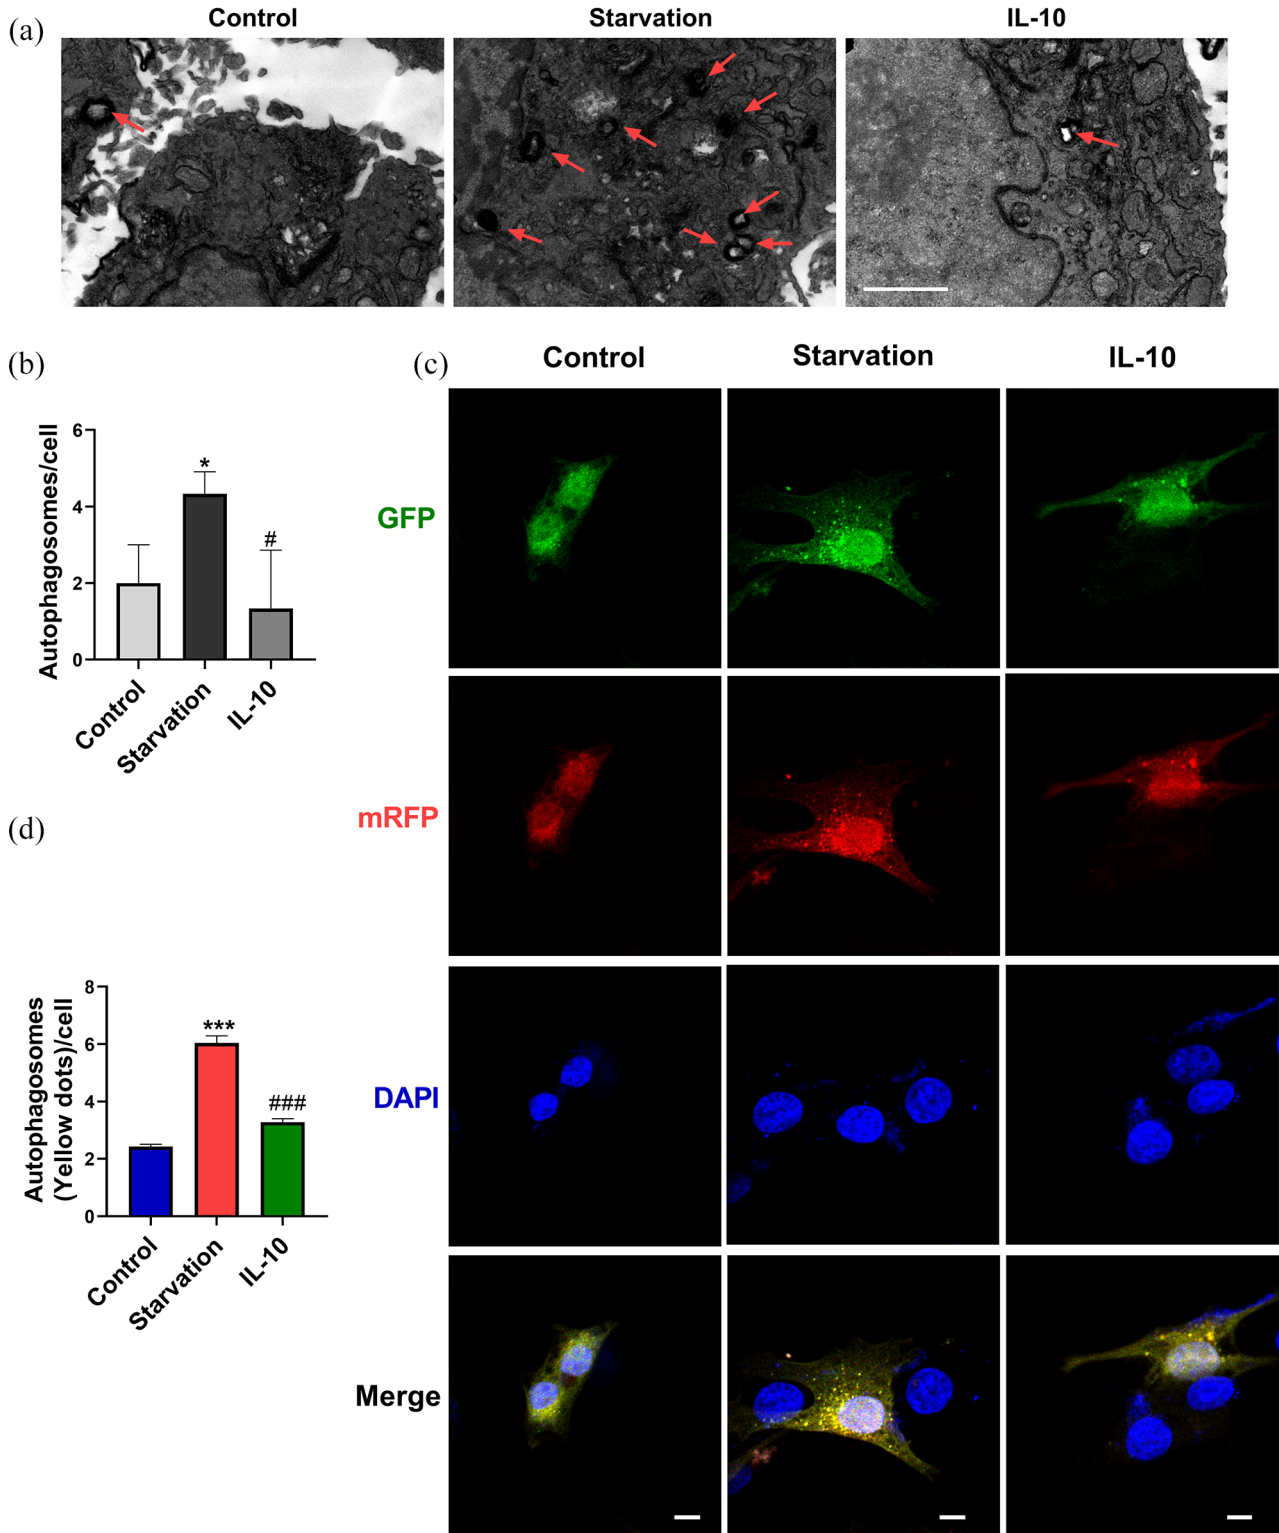 (a)
Control
Starvation
IL-10
(b)
Autophagosomes/cell
6
4
2
0
*
#
Control
Starvation
IL-10
(c)
Control
Starvation
IL-10
GFP
mRFP
DAPI
Merge
(d)
Autophagosomes
(Yellow dots)/cell
8
6
4
2
0
***
###
Control
Starvation
IL-10